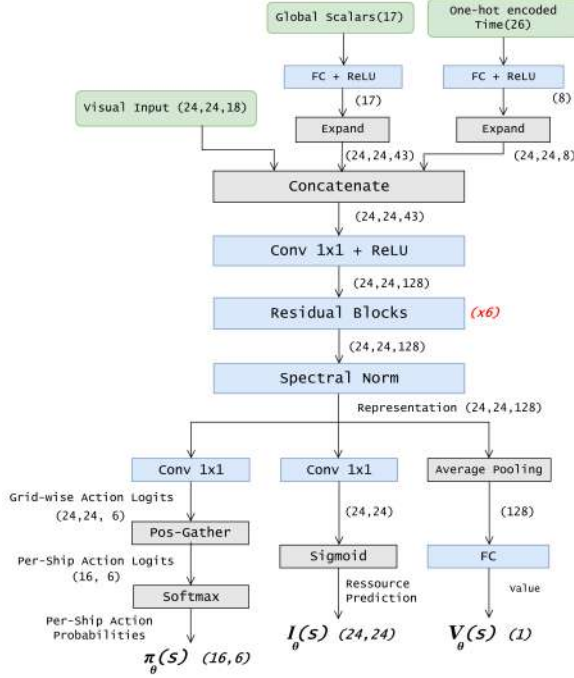 Global Scalars(17)
One-hot encoded
Time(26)
FC + ReLU
FC + ReLU
(17)
(8)
Visual Input (24,24,18)
Expand
Expand
(24,24,43)
(24,24,8)
Concatenate
(24,24,43)
Conv 1x1 + ReLU
(24,24,128)
Residual Blocks
(x6)
(24,24,128)
Spectral Norm
Representation (24,24,128)
Conv 1x1
Conv 1x1
Average Pooling
Grid-wise Action Logits
(24,24, 6)
(24,24)
(128)
Pos-Gather
Sigmoid
FC
Per-Ship Action Logits
(16, 6)
Ressource
Prediction
Value
Softmax
Per-Ship Action
Probabilities
πθ(s) (16,6)
Iθ(s) (24,24)
Vθ(s) (1)